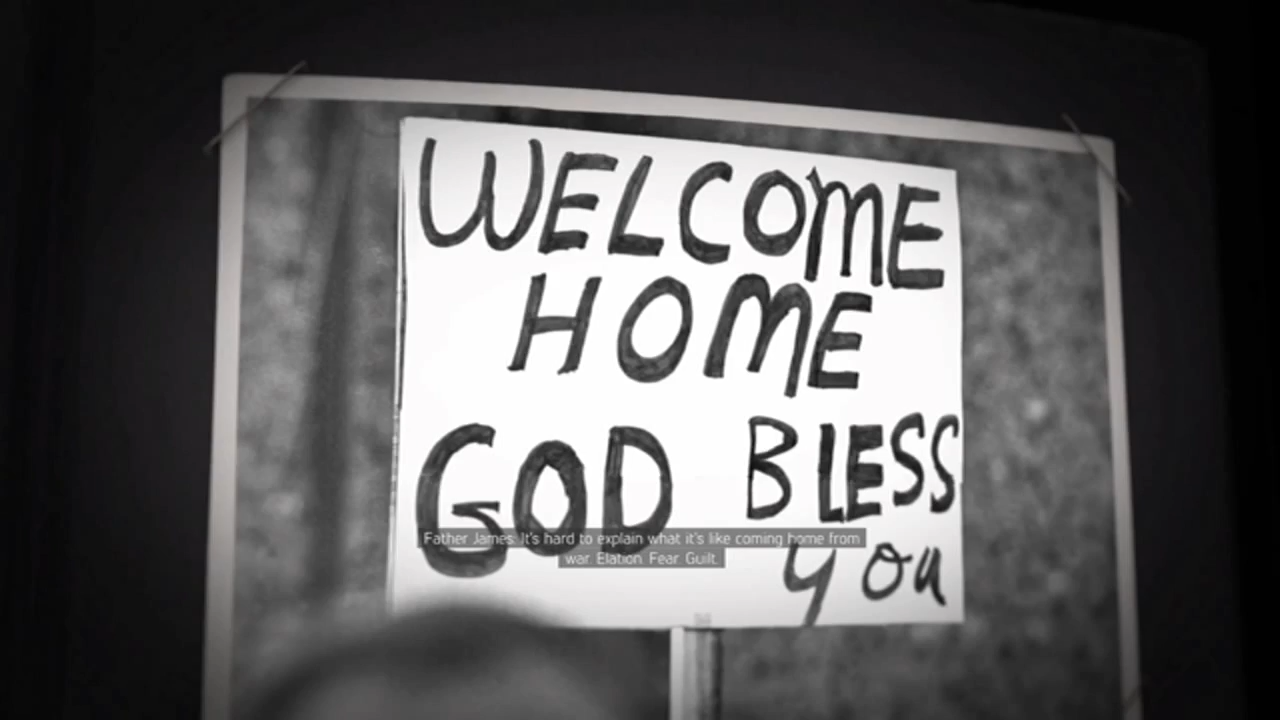 WELCOME
HOME
GOD BLESS
you
Father James: It's hard to explain what it's like coming home from
war. Elation. Fear. Guilt.